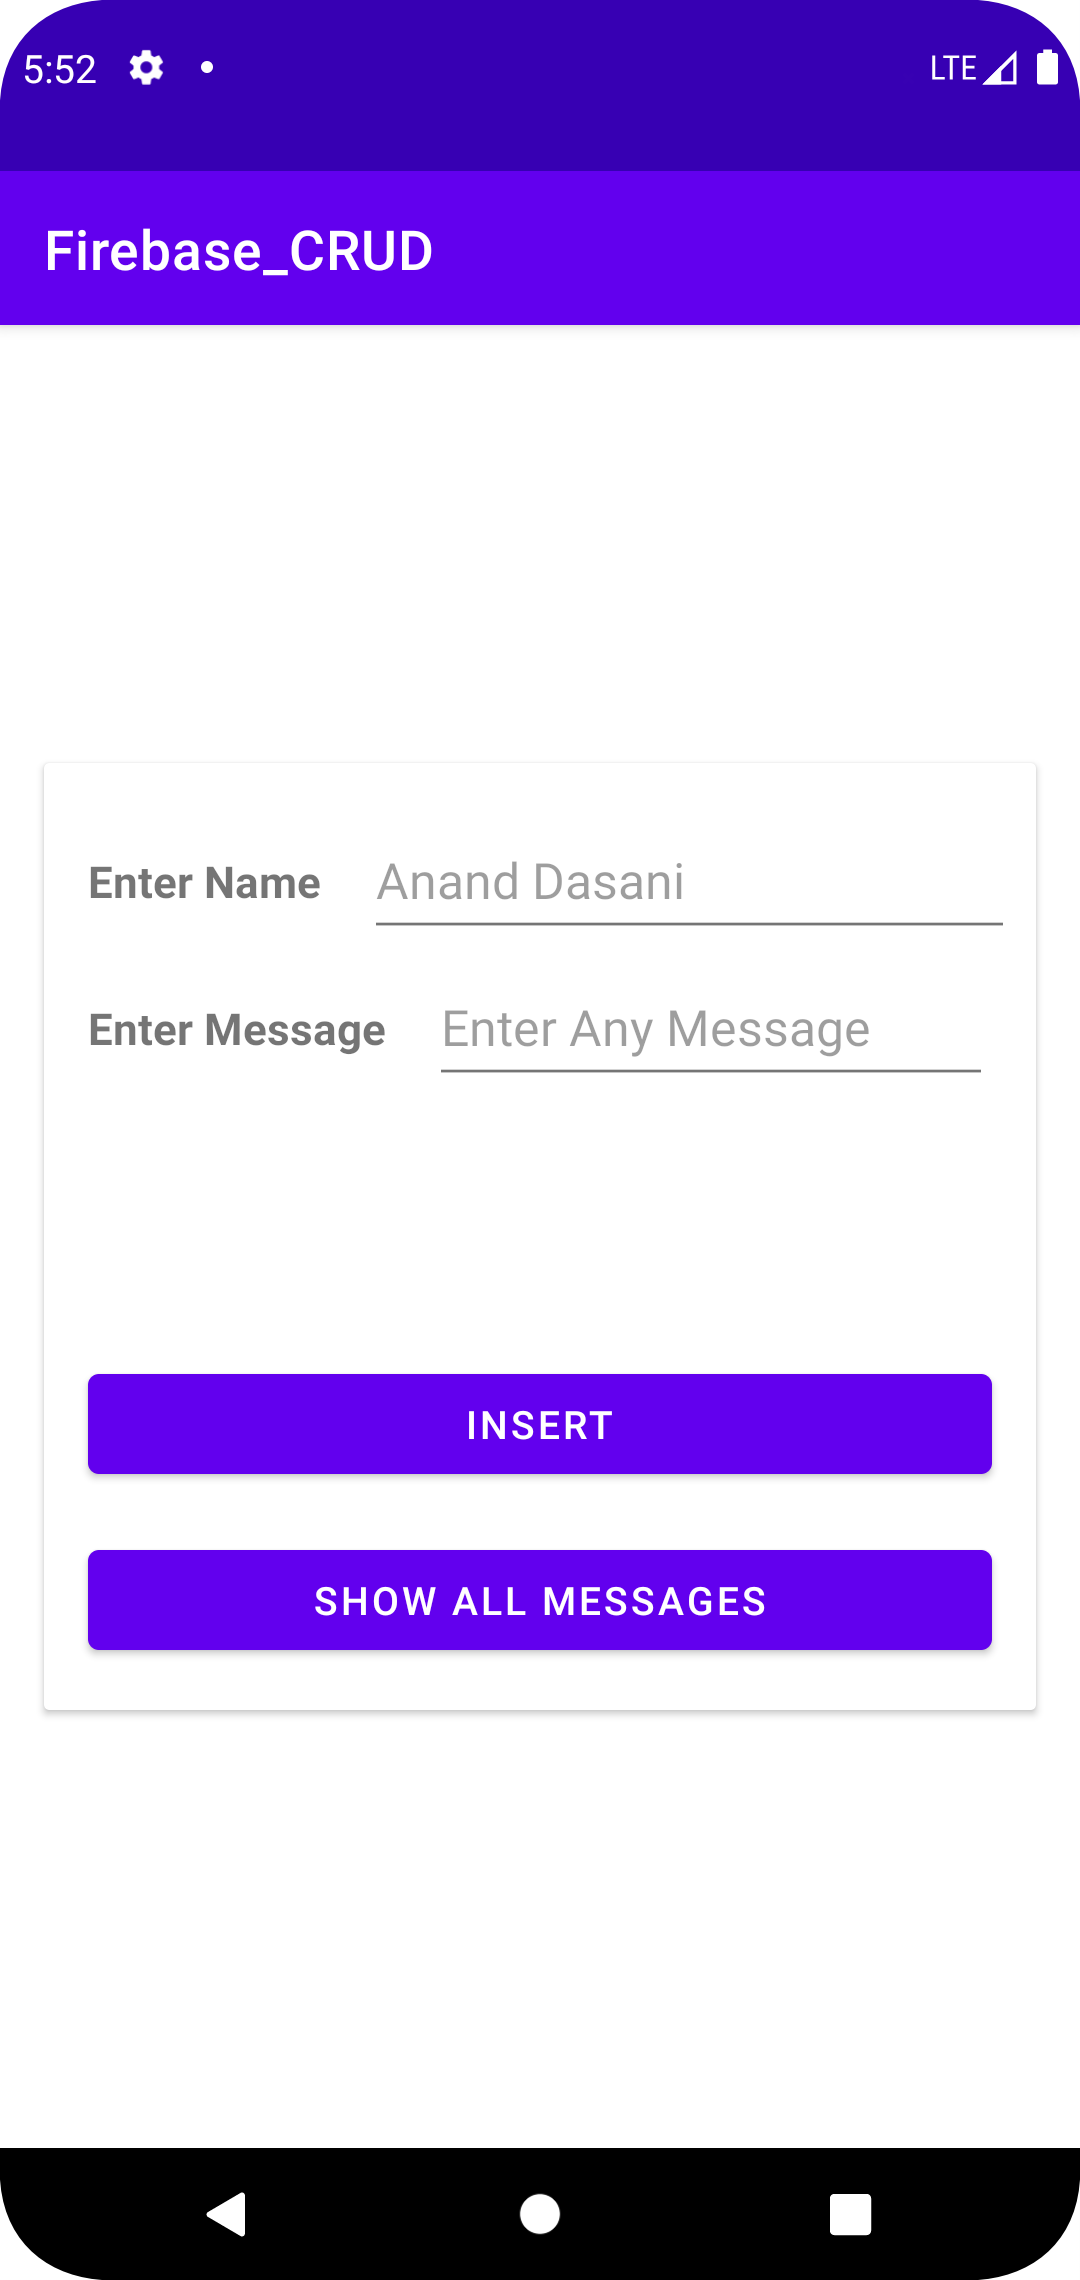 5:52 LTE
Firebase_CRUD
Enter Name Anand Dasani
Enter Message Enter Any Message
INSERT
SHOW ALL MESSAGES